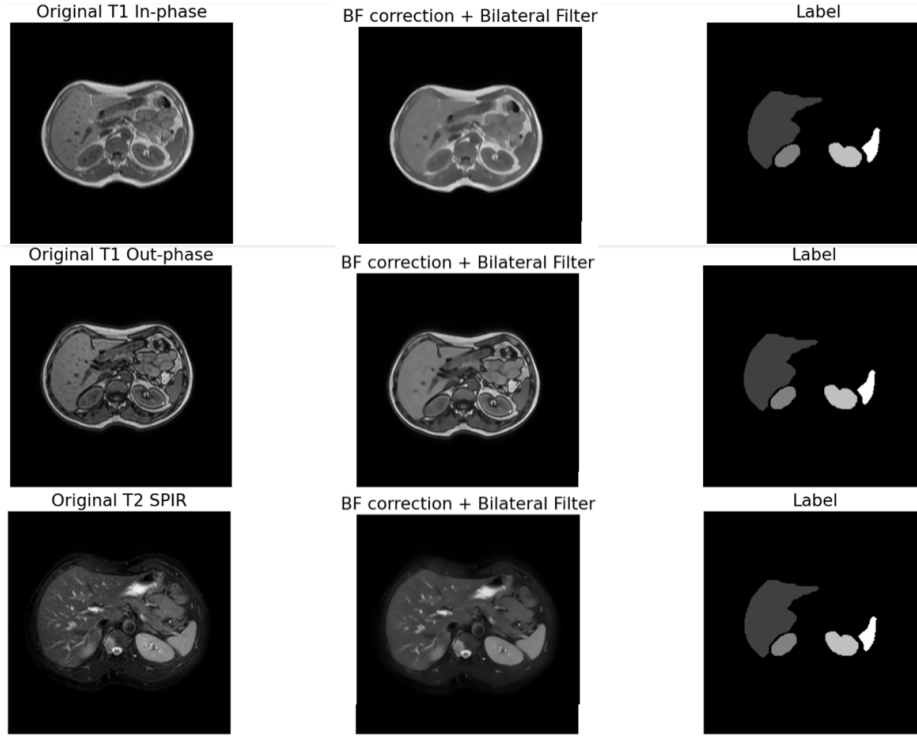 Original T1 In-phase
BF correction + Bilateral Filter
Label
Original T1 Out-phase
BF correction + Bilateral Filter
Label
Original T2 SPIR
BF correction + Bilateral Filter
Label